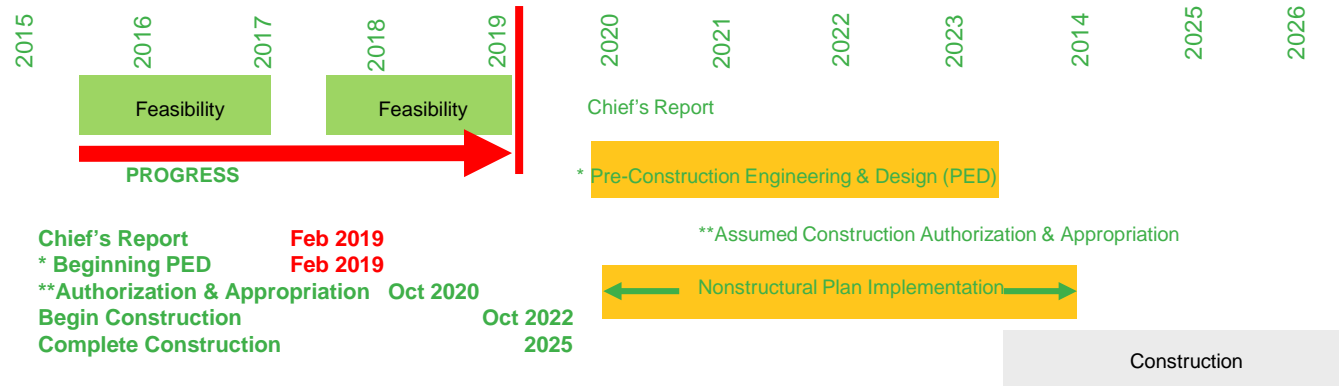 2015 2016 2017 2018 2019 2020 2021 2022 2023 2014 2025 2026
Feasibility Feasibility Chief's Report
PROGRESS
* Pre-Construction Engineering & Design (PED)
Chief's Report Feb 2019
**Assumed Construction Authorization & Appropriation
* Beginning PED Feb 2019
**Authorization & Appropriation Oct 2020
Nonstructural Plan Implementation
Begin Construction Oct 2022
Complete Construction 2025
Construction